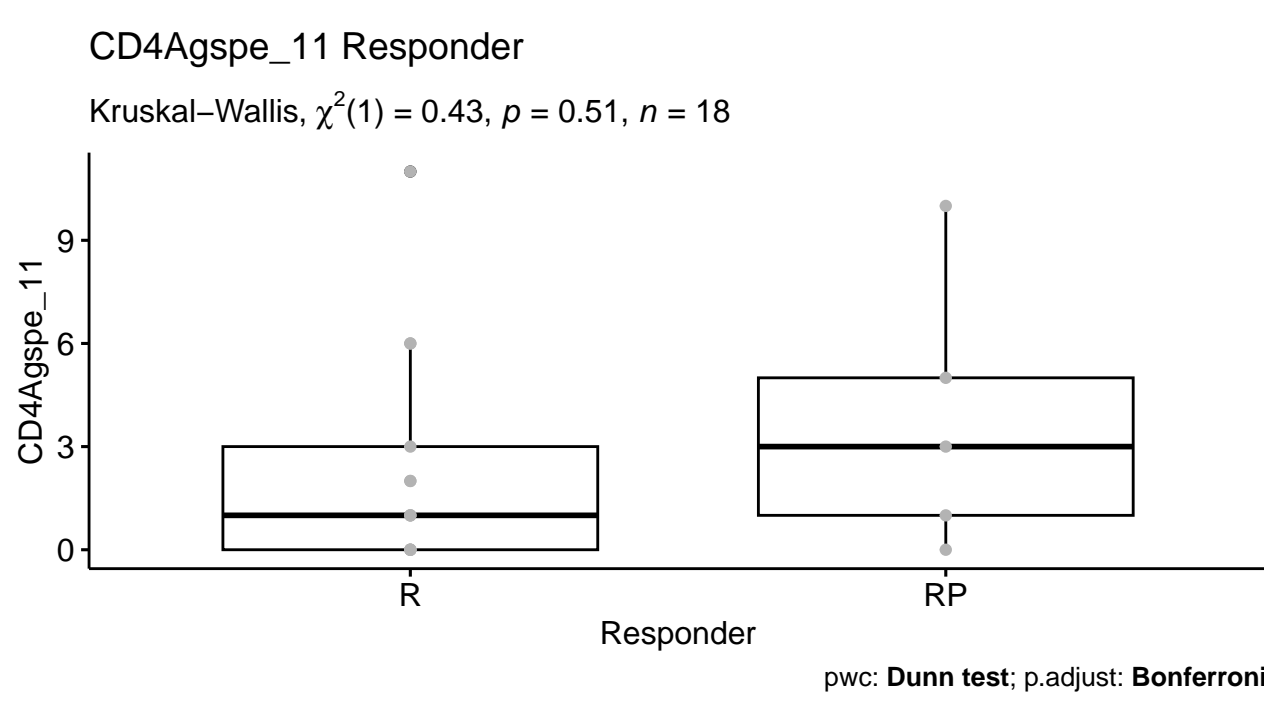 CD4Agspe_11 Responder
Kruskal–Wallis, χ²(1) = 0.43, p = 0.51, n = 18
CD4Agspe_11
9
6
3
0
R RP
Responder
pwc: Dunn test; p.adjust: Bonferroni